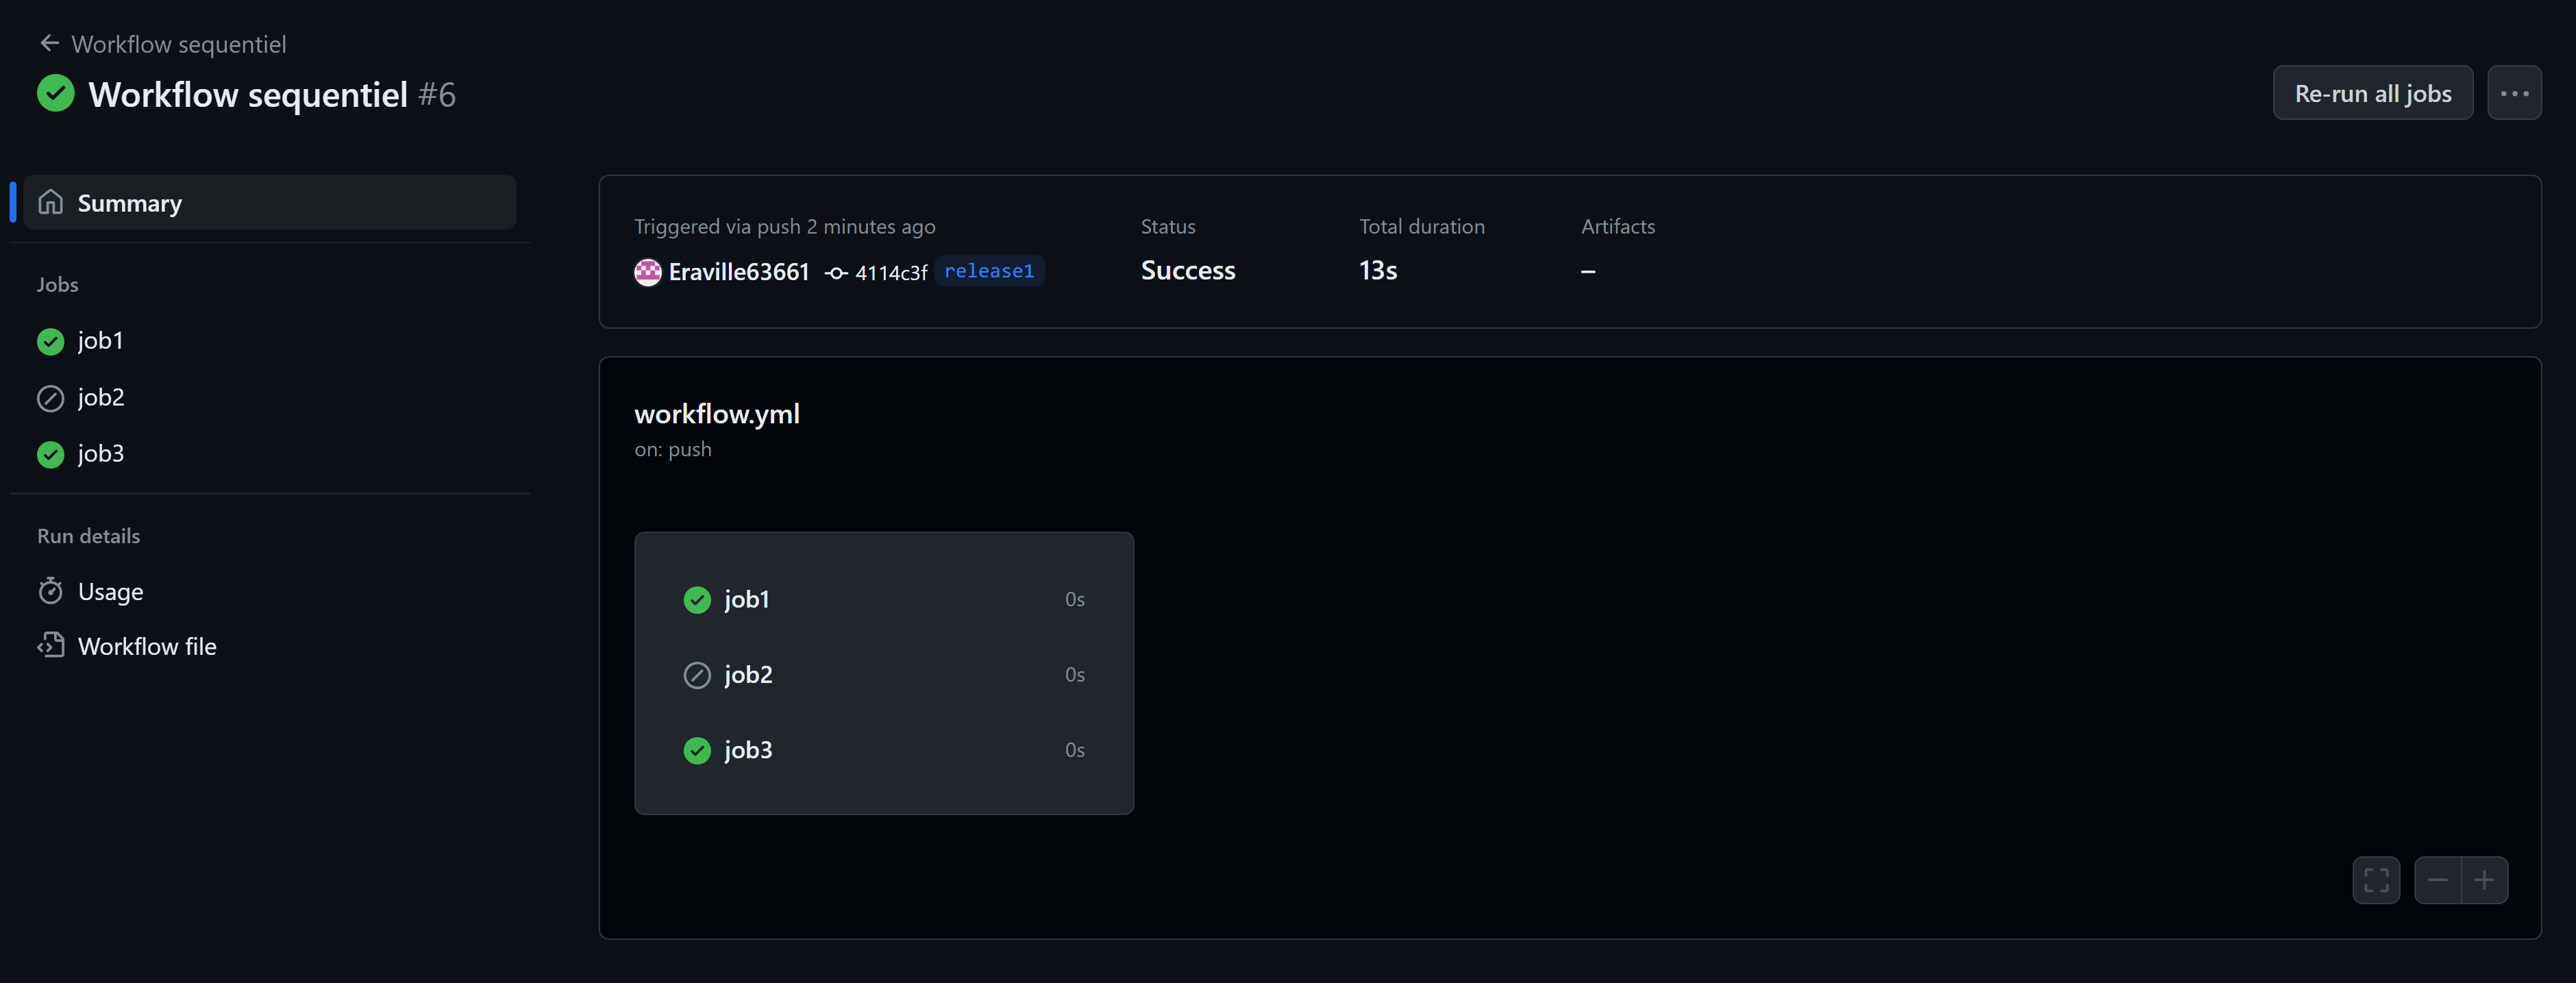 Workflow sequentiel
Workflow sequentiel #6
Re-run all jobs
Summary
Jobs
job1
job2
job3
Run details
Usage
Workflow file
Triggered via push 2 minutes ago
Eraville63661 4114c3f release1
Status
Success
Total duration
13s
Artifacts
–
workflow.yml
on: push
job1 0s
job2 0s
job3 0s